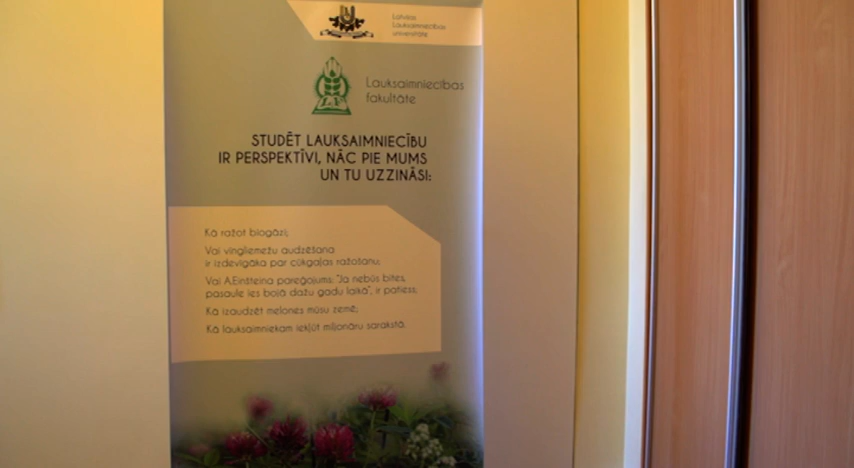 Latvijas
Lauksaimniecības
universitāte
Lauksaimniecības
fakultāte
STUDĒT LAUKSAIMNIECĪBU
IR PERSPEKTĪVI, NĀC PIE MUMS
UN TU UZZINĀSI:
Kā ražot biogāzi;
Vai vīngliemežu audzēšana
ir izdevīgāka par cūkgaļas ražošanu;
Vai A.Einšteina pareģojums: "Ja nebūs bites,
pasaule ies bojā dažu gadu laikā", ir patiess;
Kā izaudzēt melones mūsu zemē;
Kā lauksaimniekam iekļūt miljonāru sarakstā.